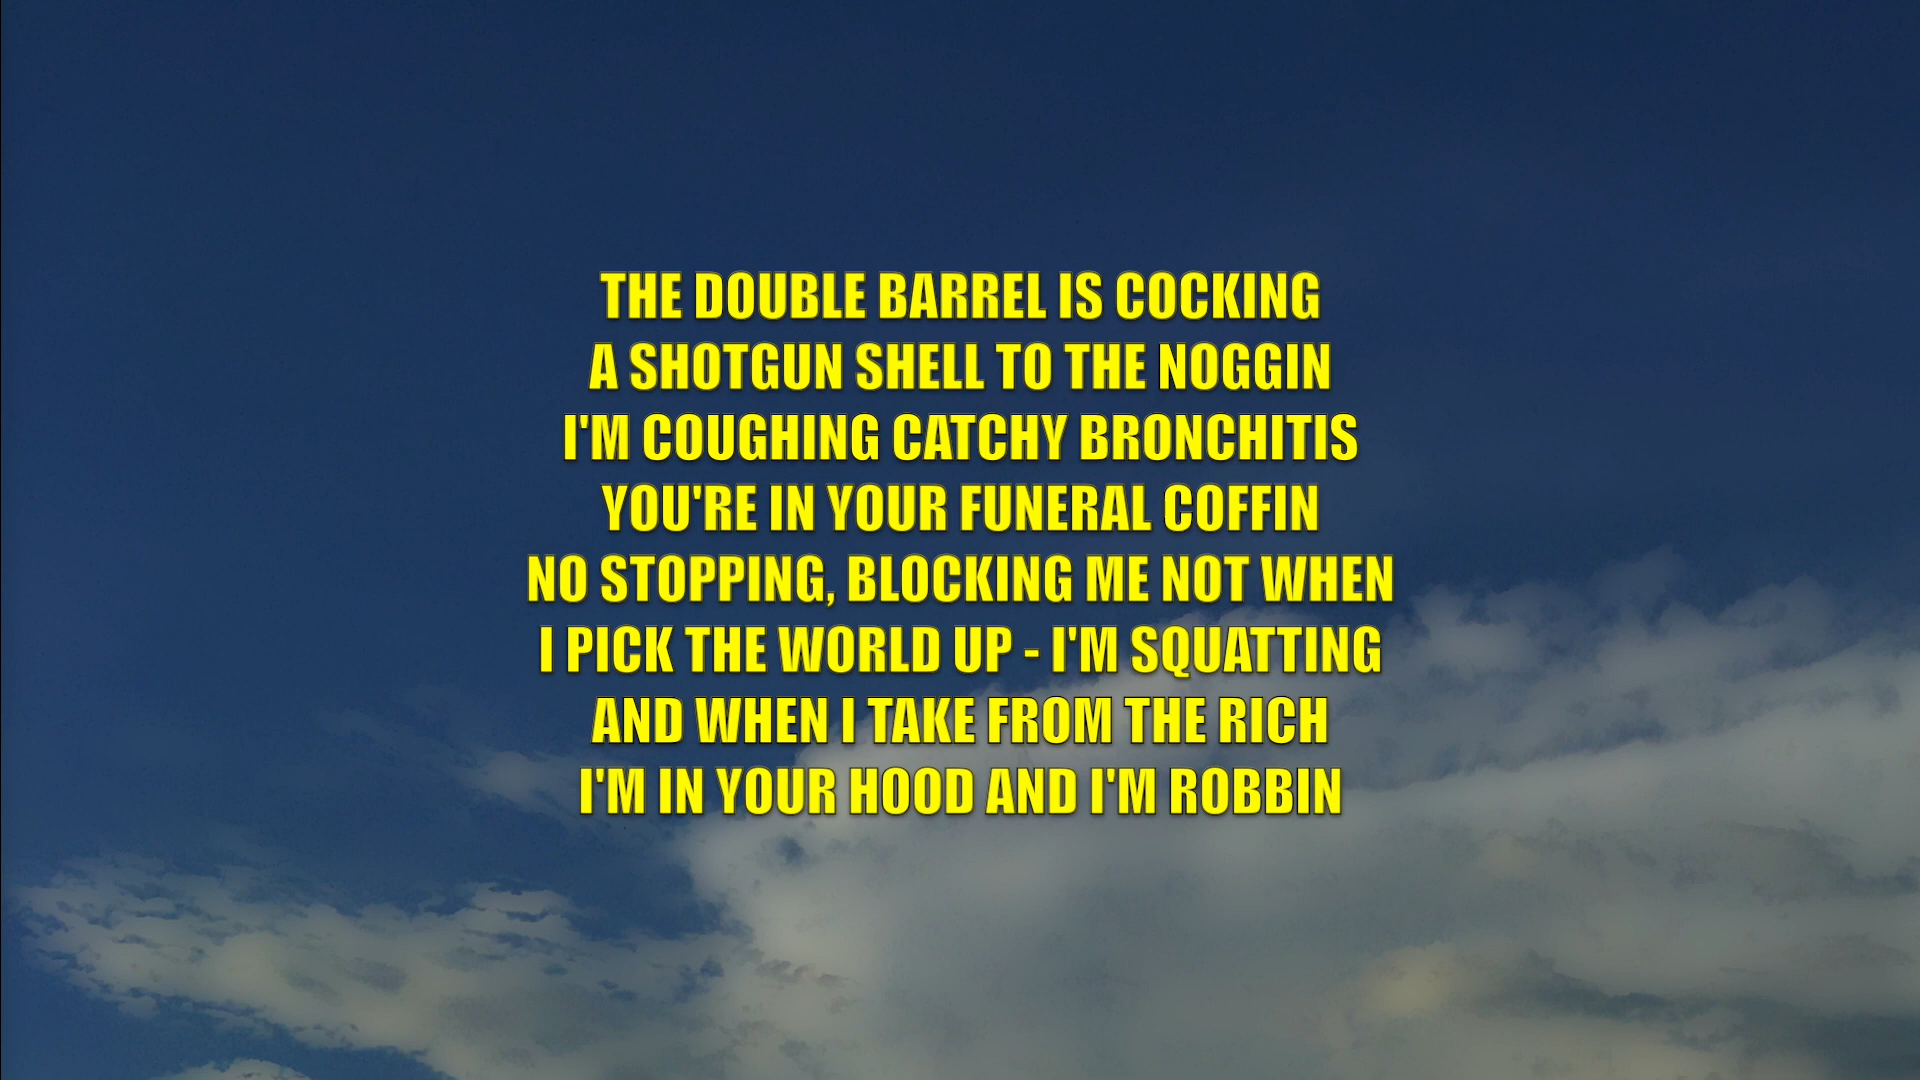 THE DOUBLE BARREL IS COCKING
A SHOTGUN SHELL TO THE NOGGIN
I'M COUGHING CATCHY BRONCHITIS
YOU'RE IN YOUR FUNERAL COFFIN
NO STOPPING, BLOCKING ME NOT WHEN
I PICK THE WORLD UP - I'M SQUATTING
AND WHEN I TAKE FROM THE RICH
I'M IN YOUR HOOD AND I'M ROBBIN